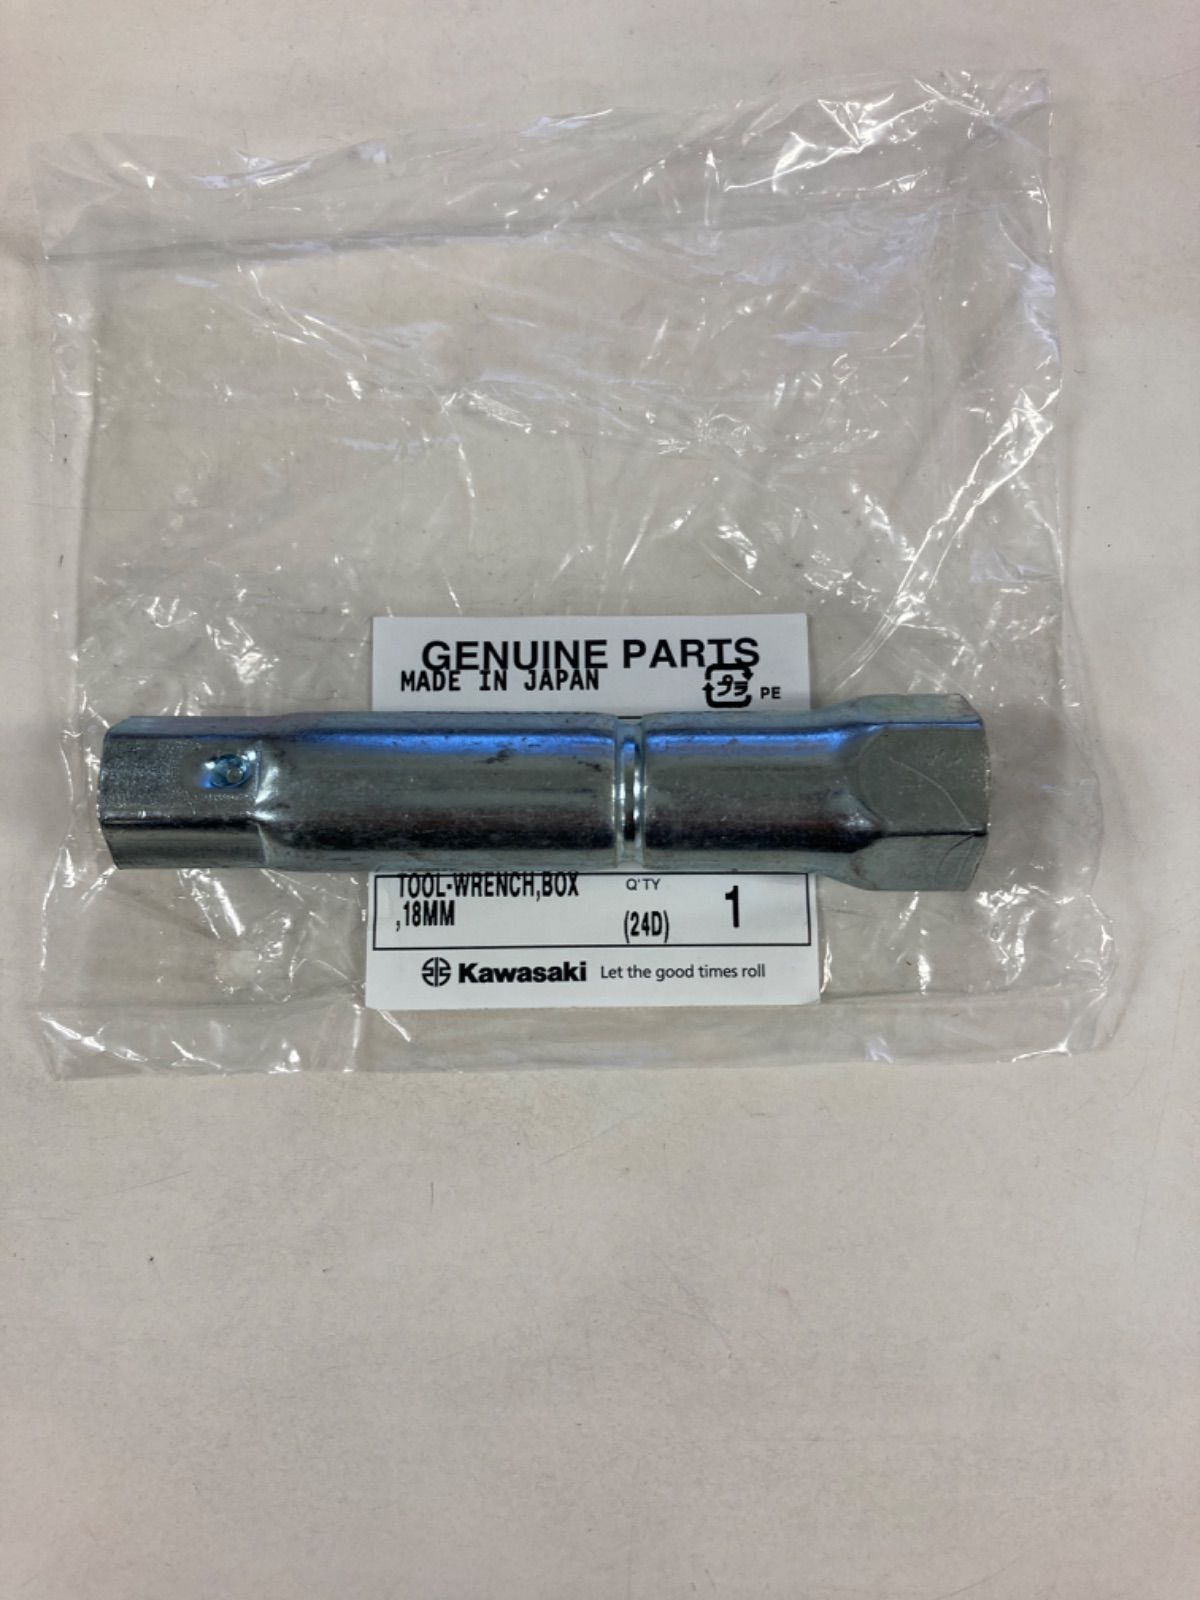 GENUINE PARTS
MADE IN JAPAN
プラ PE
TOOL-WRENCH,BOX
,18MM
Q'TY
(24D)
1
Kawasaki Let the good times roll